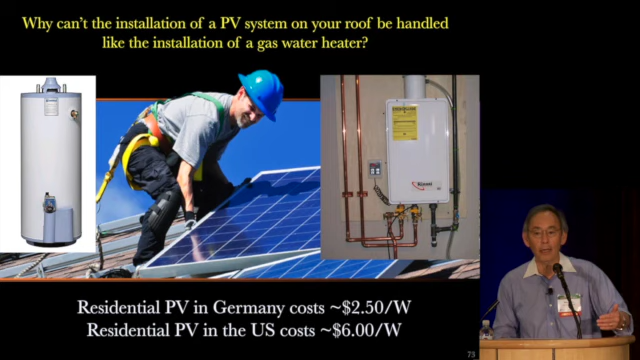 Why can't the installation of a PV system on your roof be handled
like the installation of a gas water heater?
Rinnai
Residential PV in Germany costs ~$2.50/W
Residential PV in the US costs ~$6.00/W
73